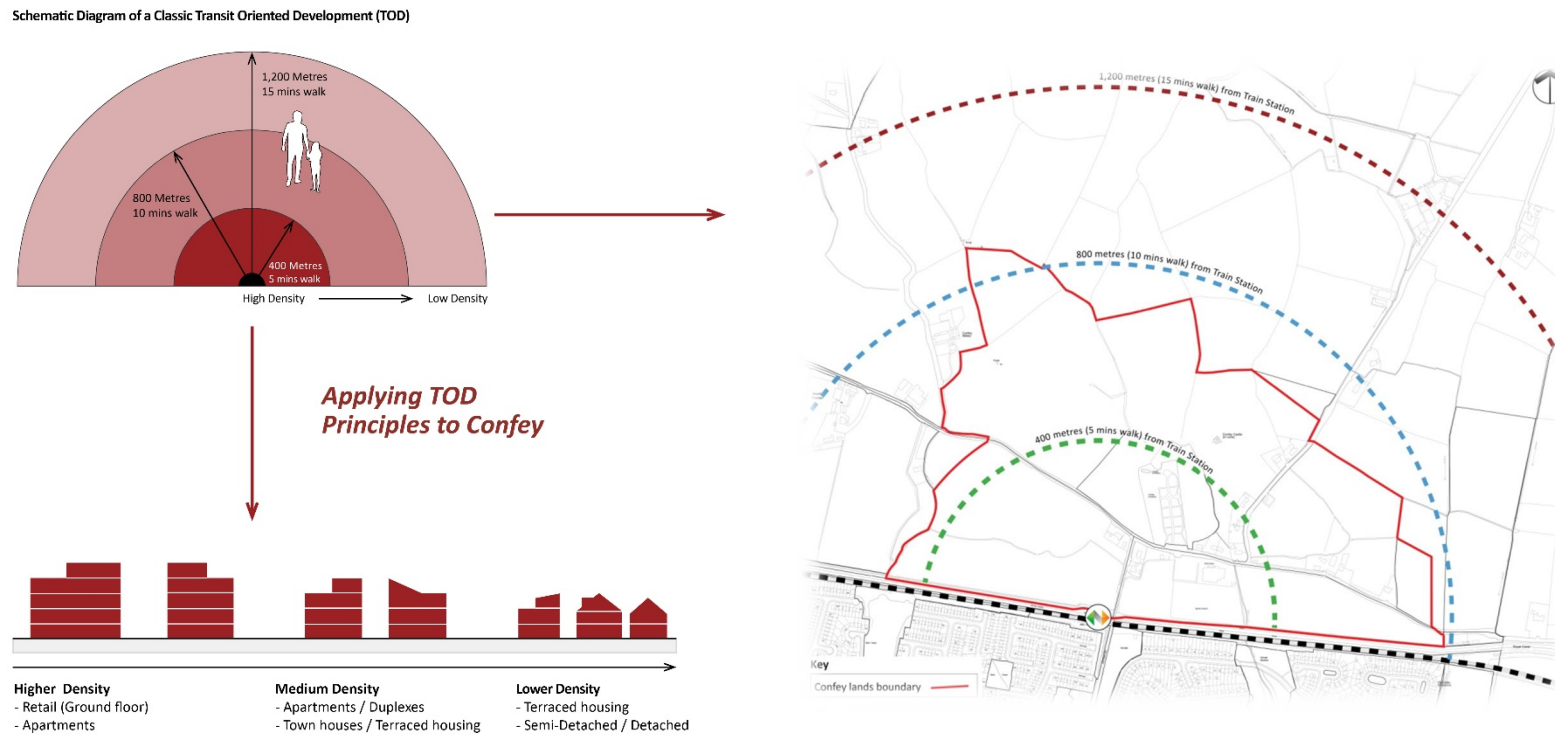 Schematic Diagram of a Classic Transit Oriented Development (TOD)
1,200 Metres
15 mins walk
800 Metres
10 mins walk
400 Metres
5 mins walk
High Density
Low Density
Applying TOD
Principles to Confey
Higher Density
- Retail (Ground floor)
- Apartments
Medium Density
- Apartments / Duplexes
- Town houses / Terraced housing
Lower Density
- Terraced housing
- Semi-Detached / Detached
1,200 metres (15 mins walk) from Train Station
800 metres (10 mins walk) from Train Station
400 metres (5 mins walk) from Train Station
Key
Confey lands boundary